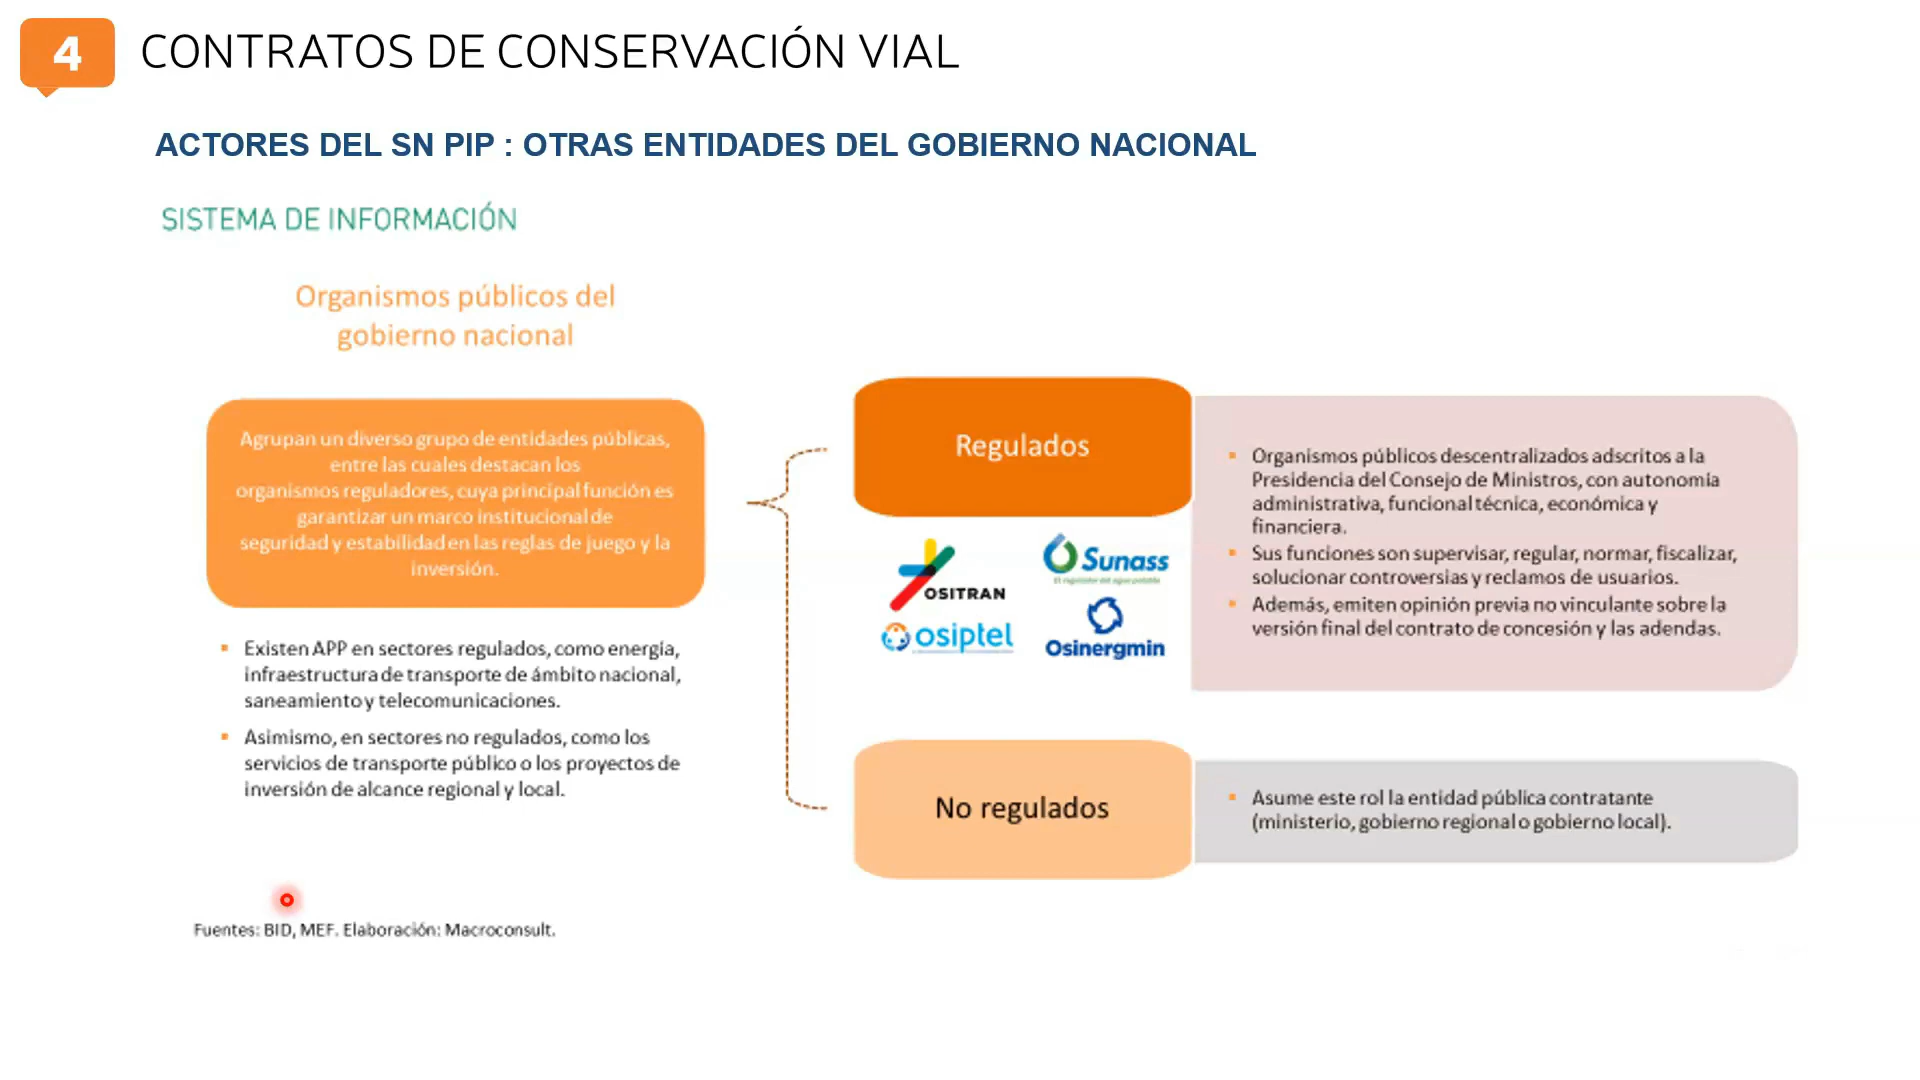 4
CONTRATOS DE CONSERVACIÓN VIAL
ACTORES DEL SN PIP : OTRAS ENTIDADES DEL GOBIERNO NACIONAL
SISTEMA DE INFORMACIÓN
Organismos públicos del
gobierno nacional
Agrupan un diverso grupo de entidades públicas,
entre las cuales destacan los
organismos reguladores, cuya principal función es
garantizar un marco institucional de
seguridad y estabilidad en las reglas de juego y la
inversión.
▪ Existen APP en sectores regulados, como energía,
infraestructura de transporte de ámbito nacional,
saneamiento y telecomunicaciones.
▪ Asimismo, en sectores no regulados, como los
servicios de transporte público o los proyectos de
inversión de alcance regional y local.
Regulados
OSITRAN
Sunass
El regulador del agua potable
osiptel
Osinergmin
▪ Organismos públicos descentralizados adscritos a la
Presidencia del Consejo de Ministros, con autonomía
administrativa, funcional técnica, económica y
financiera.
▪ Sus funciones son supervisar, regular, normar, fiscalizar,
solucionar controversias y reclamos de usuarios.
▪ Además, emiten opinión previa no vinculante sobre la
versión final del contrato de concesión y las adendas.
No regulados
▪ Asume este rol la entidad pública contratante
(ministerio, gobierno regional o gobierno local).
Fuentes: BID, MEF. Elaboración: Macroconsult.